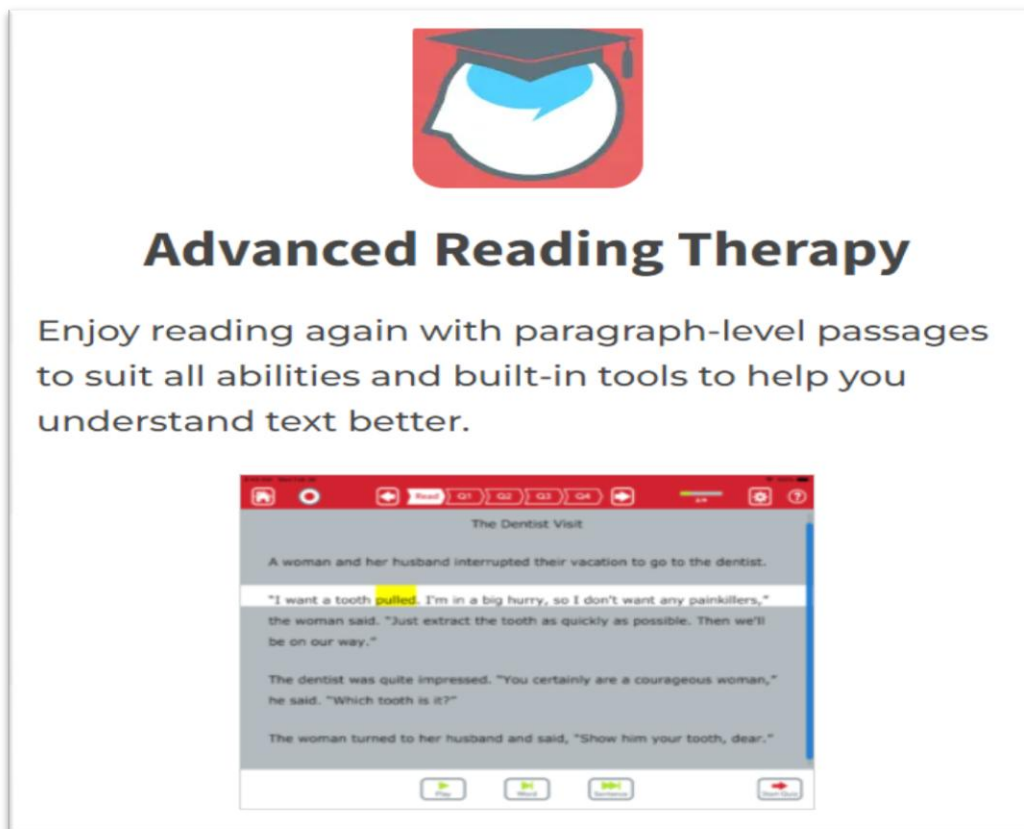 Advanced Reading Therapy
Enjoy reading again with paragraph-level passages
to suit all abilities and built-in tools to help you
understand text better.
Read Q1 Q2 Q3 Q4
The Dentist Visit
A woman and her husband interrupted their vacation to go to the dentist.
"I want a tooth pulled. I'm in a big hurry, so I don't want any painkillers,"
the woman said. "Just extract the tooth as quickly as possible. Then we'll
be on our way."
The dentist was quite impressed. "You certainly are a courageous woman,"
he said. "Which tooth is it?"
The woman turned to her husband and said, "Show him your tooth, dear."
Play Word Sentence Start Quiz